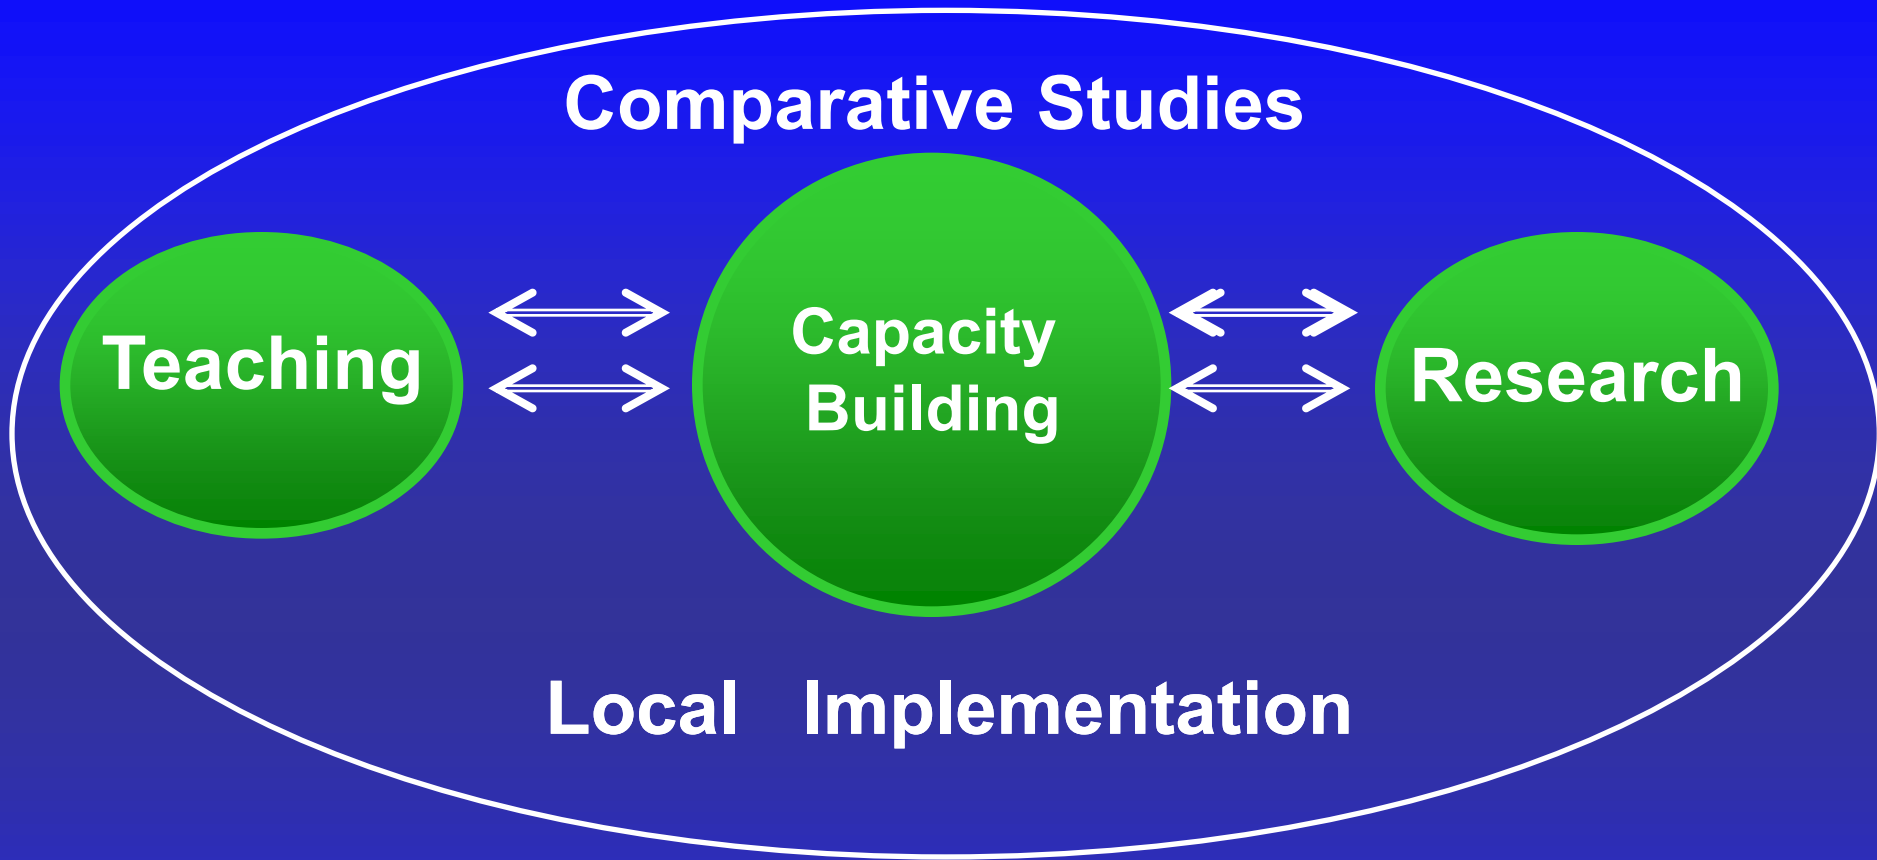 Comparative Studies
Teaching
Capacity
Building
Research
Local Implementation